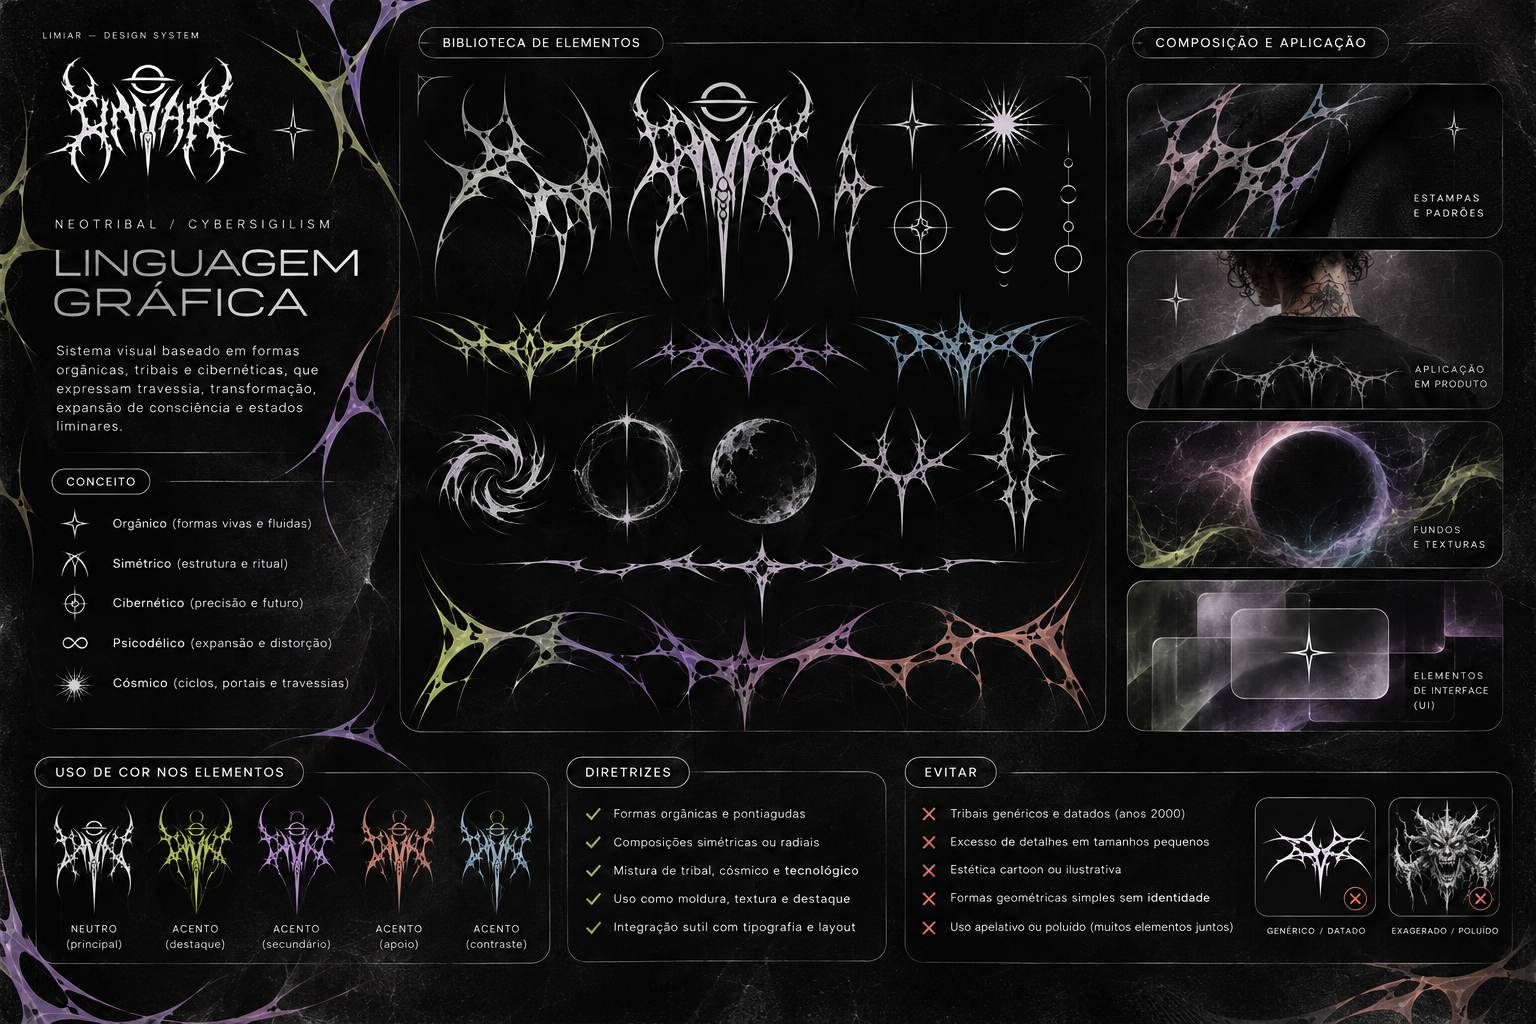 LIMIAR — DESIGN SYSTEM
NEOTRIBAL / CYBERSIGILISM
LINGUAGEM
GRÁFICA
Sistema visual baseado em formas
orgânicas, tribais e cibernéticas, que
expressam travessia, transformação,
expansão de consciência e estados
liminares.
CONCEITO
Orgânico (formas vivas e fluidas)
Simétrico (estrutura e ritual)
Cibernético (precisão e futuro)
Psicodélico (expansão e distorção)
Cósmico (ciclos, portais e travessias)
BIBLIOTECA DE ELEMENTOS
COMPOSIÇÃO E APLICAÇÃO
ESTAMPAS
E PADRÕES
APLICAÇÃO
EM PRODUTO
FUNDOS
E TEXTURAS
ELEMENTOS
DE INTERFACE
(UI)
USO DE COR NOS ELEMENTOS
NEUTRO
(principal)
ACENTO
(destaque)
ACENTO
(secundário)
ACENTO
(apoio)
ACENTO
(contraste)
DIRETRIZES
Formas orgânicas e pontiagudas
Composições simétricas ou radiais
Mistura de tribal, cósmico e tecnológico
Uso como moldura, textura e destaque
Integração sutil com tipografia e layout
EVITAR
Tribais genéricos e datados (anos 2000)
Excesso de detalhes em tamanhos pequenos
Estética cartoon ou ilustrativa
Formas geométricas simples sem identidade
Uso apelativo ou poluído (muitos elementos juntos)
GENÉRICO / DATADO
EXAGERADO / POLUÍDO